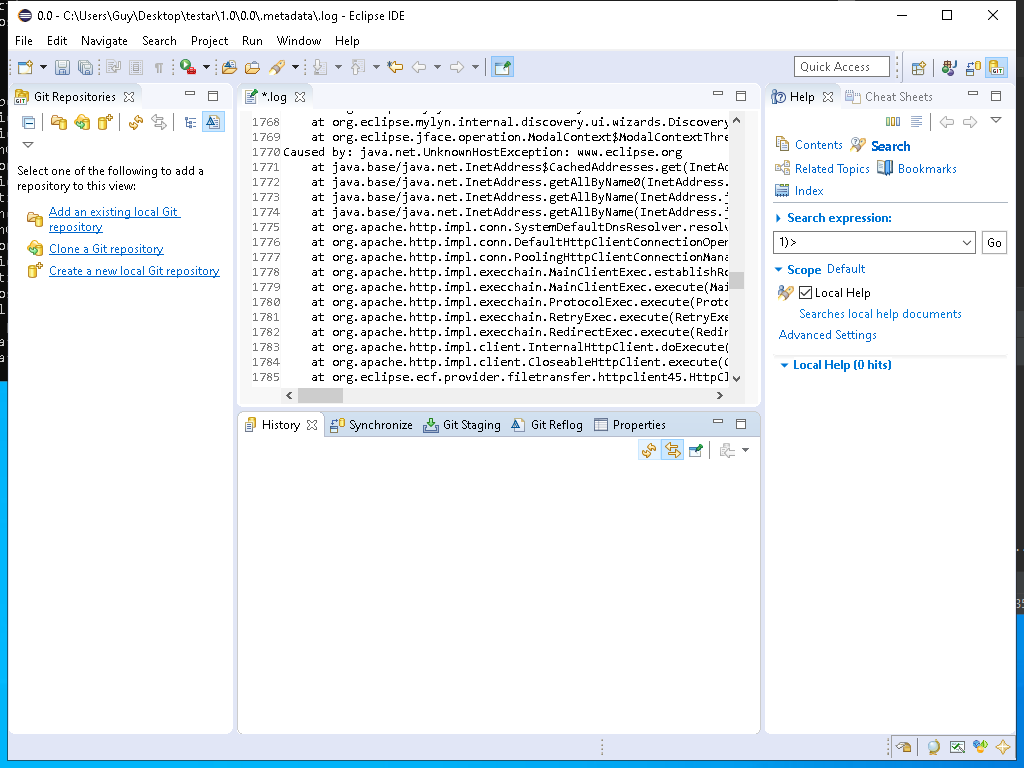 0.0 - C:\Users\Guy\Desktop\testar\1.0\0.0\.metadata\.log - Eclipse IDE
File Edit Navigate Search Project Run Window Help
Quick Access
Git Repositories
*.log
Help
Cheat Sheets
Select one of the following to add a
repository to this view:
Add an existing local Git
repository
Clone a Git repository
Create a new local Git repository
1768 at org.eclipse.mylyn.internal.discovery.ui.wizards.Discovery
1769 at org.eclipse.jface.operation.ModalContext$ModalContextThre
1770 Caused by: java.net.UnknownHostException: www.eclipse.org
1771 at java.base/java.net.InetAddress$CachedAddresses.get(InetAd
1772 at java.base/java.net.InetAddress.getAllByName0(InetAddress.
1773 at java.base/java.net.InetAddress.getAllByName(InetAddress.j
1774 at java.base/java.net.InetAddress.getAllByName(InetAddress.j
1775 at org.apache.http.impl.conn.SystemDefaultDnsResolver.resolv
1776 at org.apache.http.impl.conn.DefaultHttpClientConnectionOper
1777 at org.apache.http.impl.conn.PoolingHttpClientConnectionMana
1778 at org.apache.http.impl.execchain.MainClientExec.establishRo
1779 at org.apache.http.impl.execchain.MainClientExec.execute(Mai
1780 at org.apache.http.impl.execchain.ProtocolExec.execute(Proto
1781 at org.apache.http.impl.execchain.RetryExec.execute(RetryExe
1782 at org.apache.http.impl.execchain.RedirectExec.execute(Redir
1783 at org.apache.http.impl.client.InternalHttpClient.doExecute(
1784 at org.apache.http.impl.client.CloseableHttpClient.execute(C
1785 at org.eclipse.ecf.provider.filetransfer.httpclient45.HttpCl
Contents Search
Related Topics Bookmarks
Index
Search expression:
1)>
Go
Scope Default
Local Help
Searches local help documents
Advanced Settings
Local Help (0 hits)
History Synchronize Git Staging Git Reflog Properties